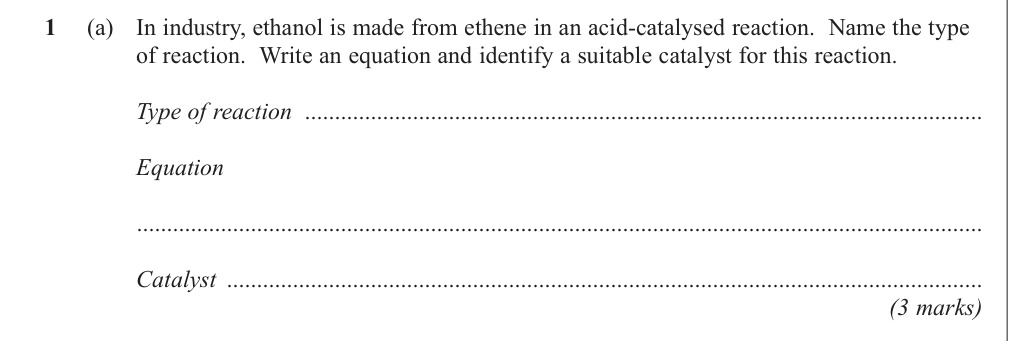 1 (a) In industry, ethanol is made from ethene in an acid-catalysed reaction. Name the type
of reaction. Write an equation and identify a suitable catalyst for this reaction.
Type of reaction ..................................................................................................................
Equation
..............................................................................................................................................
Catalyst ...............................................................................................................................
(3 marks)